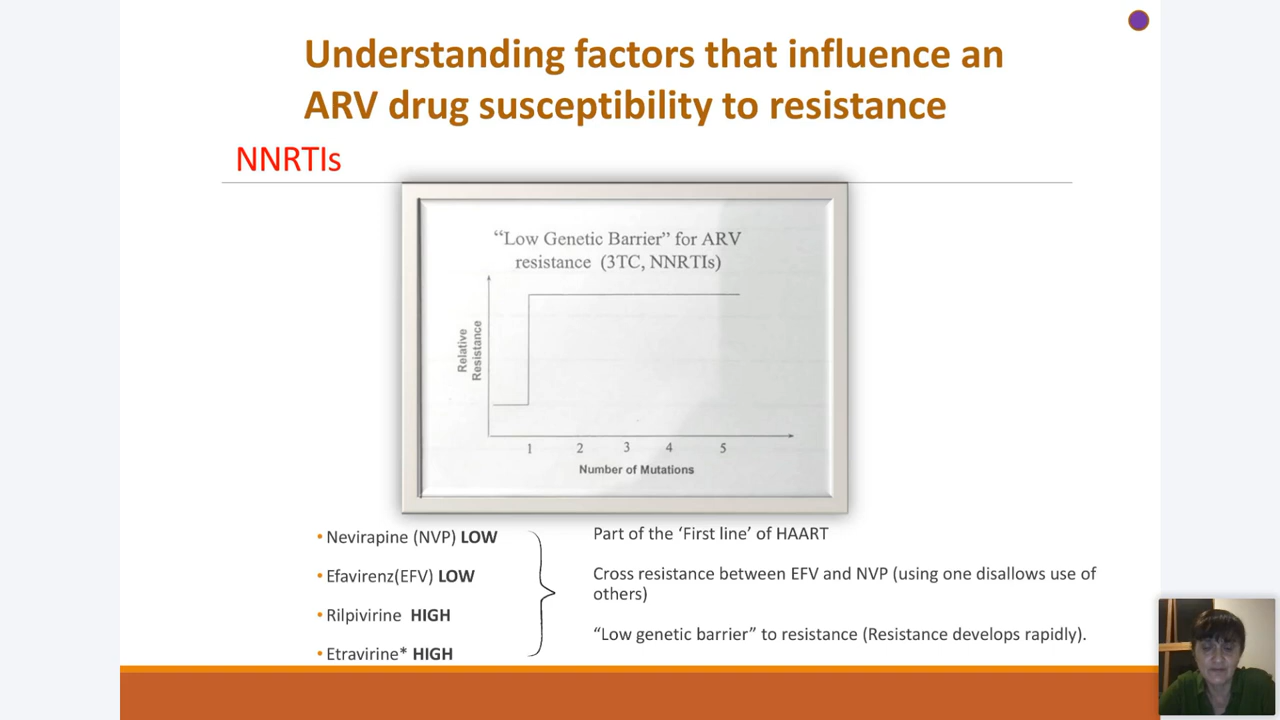 Understanding factors that influence an
ARV drug susceptibility to resistance
NNRTIs
“Low Genetic Barrier” for ARV
resistance (3TC, NNRTIs)
Relative
Resistance
1 2 3 4 5
Number of Mutations
•Nevirapine (NVP) LOW
•Efavirenz(EFV) LOW
•Rilpivirine HIGH
•Etravirine* HIGH
Part of the ‘First line’ of HAART
Cross resistance between EFV and NVP (using one disallows use of
others)
“Low genetic barrier” to resistance (Resistance develops rapidly).